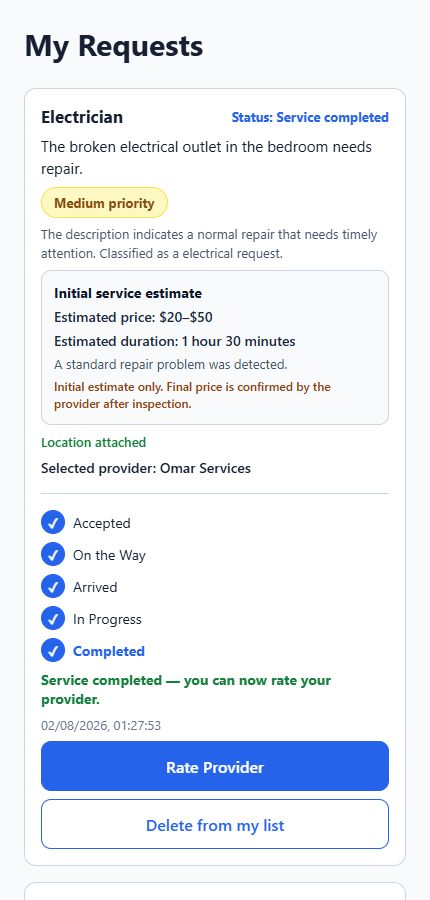 My Requests
Electrician
Status: Service completed
The broken electrical outlet in the bedroom needs
repair.
Medium priority
The description indicates a normal repair that needs timely
attention. Classified as a electrical request.
Initial service estimate
Estimated price: $20–$50
Estimated duration: 1 hour 30 minutes
A standard repair problem was detected.
Initial estimate only. Final price is confirmed by the
provider after inspection.
Location attached
Selected provider: Omar Services
Accepted
On the Way
Arrived
In Progress
Completed
Service completed — you can now rate your
provider.
02/08/2026, 01:27:53
Rate Provider
Delete from my list